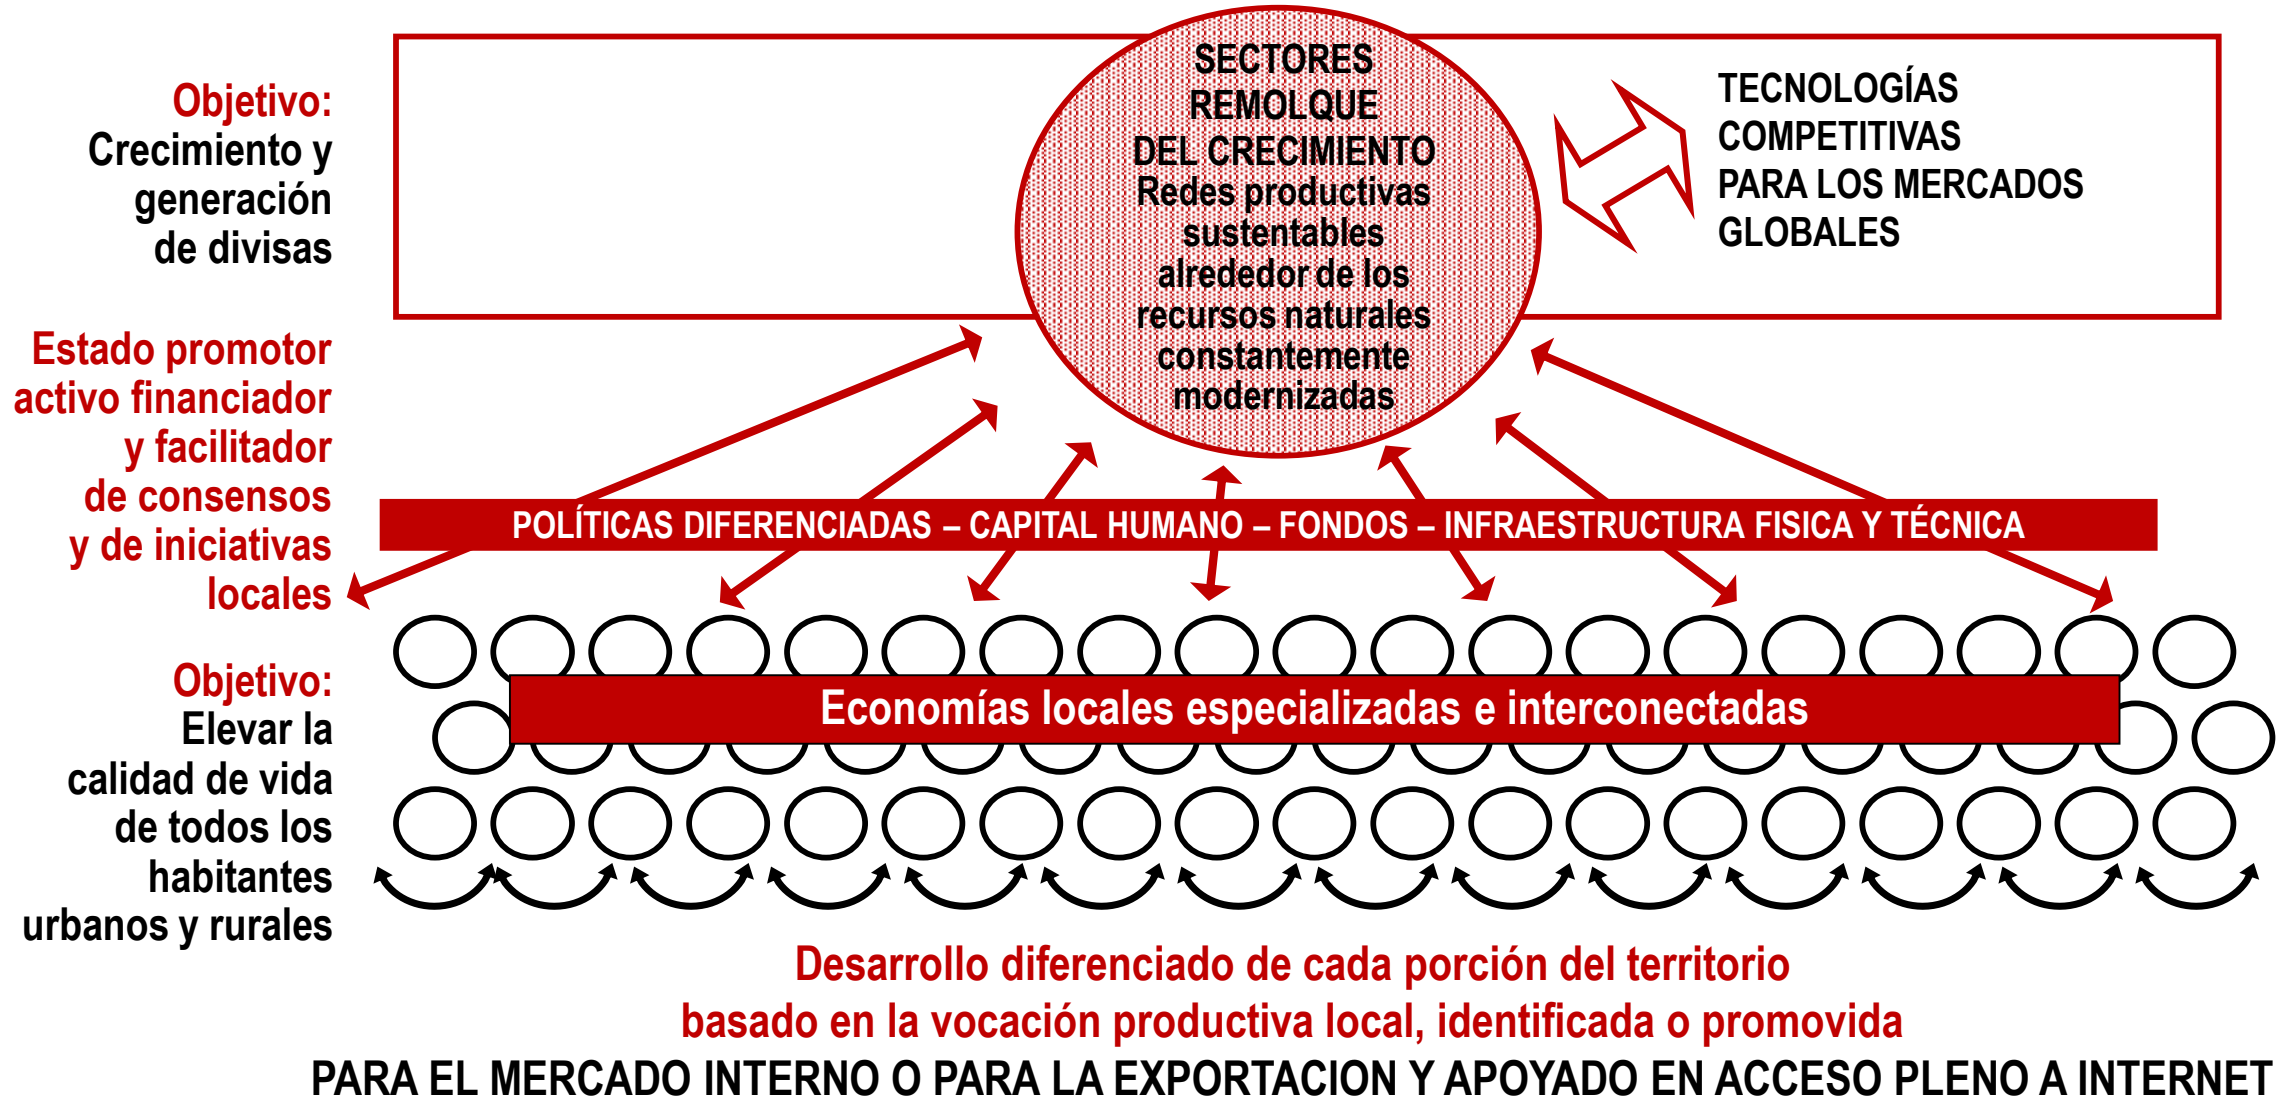 Objetivo:
Crecimiento y
generación
de divisas
SECTORES
REMOLQUE
DEL CRECIMIENTO
Redes productivas
sustentables
alrededor de los
recursos naturales
constantemente
modernizadas
TECNOLOGÍAS
COMPETITIVAS
PARA LOS MERCADOS
GLOBALES
Estado promotor
activo financiador
y facilitador
de consensos
y de iniciativas
locales
POLÍTICAS DIFERENCIADAS – CAPITAL HUMANO – FONDOS – INFRAESTRUCTURA FISICA Y TÉCNICA
Objetivo:
Elevar la
calidad de vida
de todos los
habitantes
urbanos y rurales
Economías locales especializadas e interconectadas
Desarrollo diferenciado de cada porción del territorio
basado en la vocación productiva local, identificada o promovida
PARA EL MERCADO INTERNO O PARA LA EXPORTACION Y APOYADO EN ACCESO PLENO A INTERNET